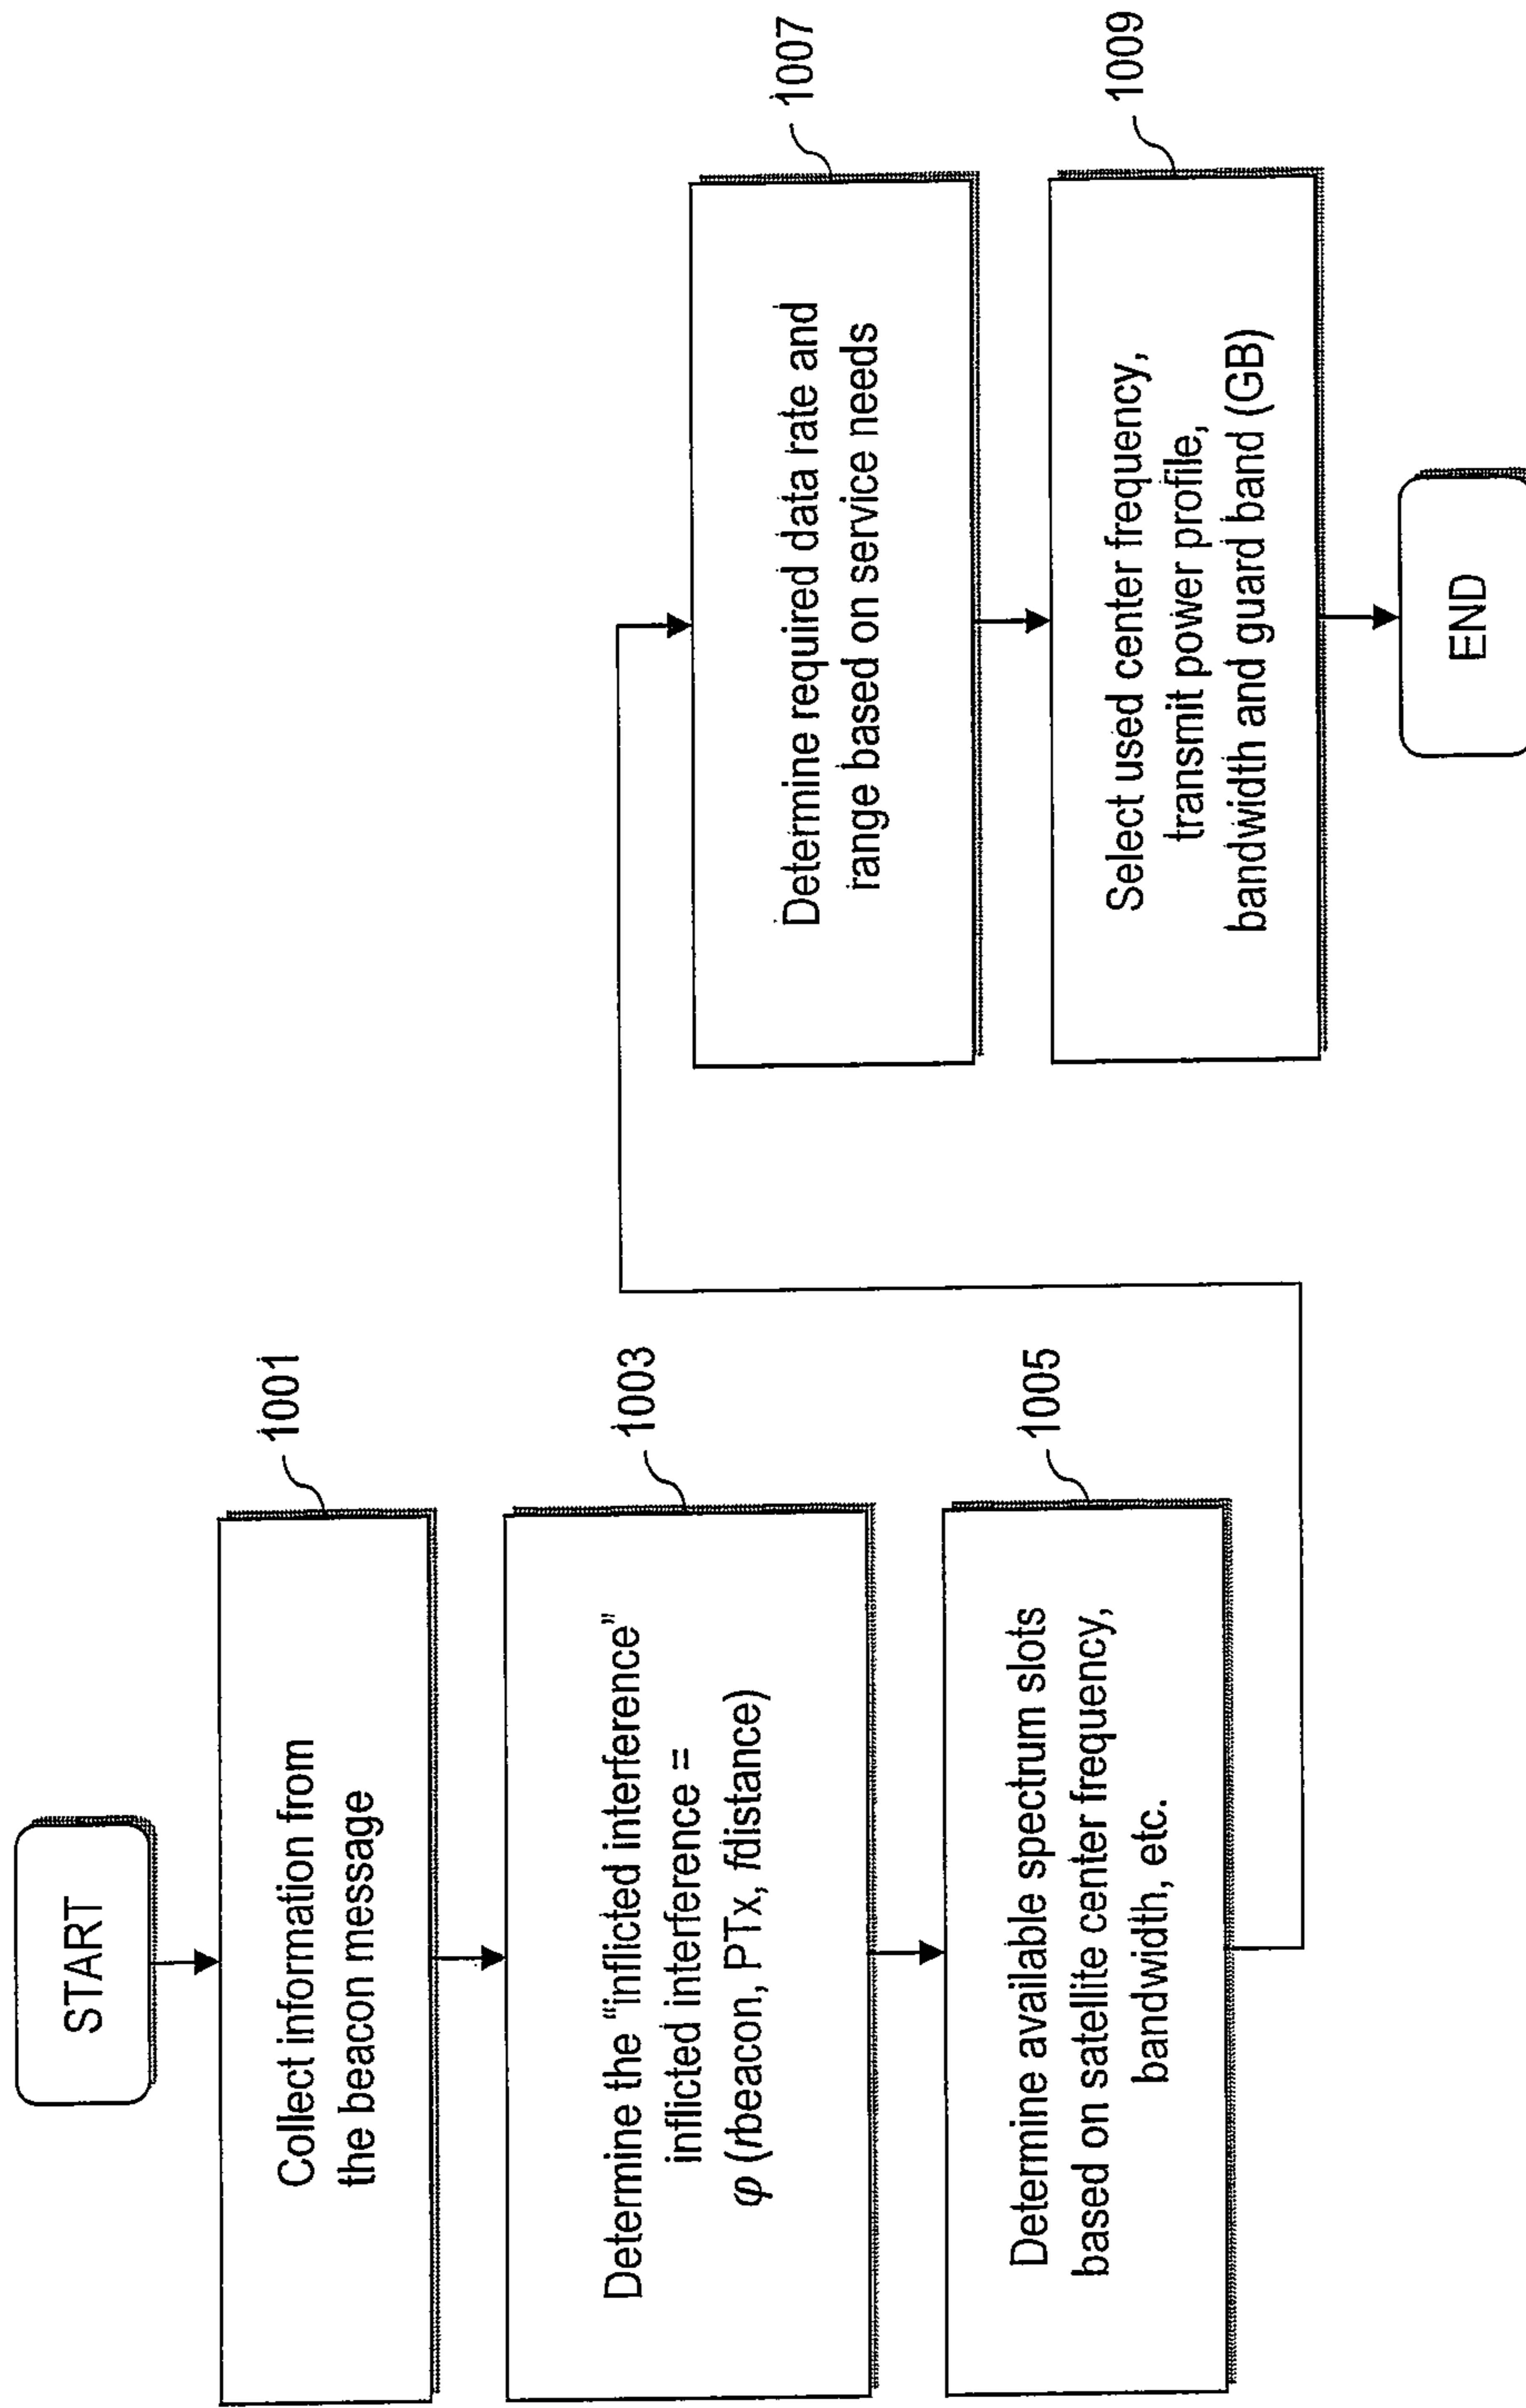 START
Collect information from
the beacon message
1001
Determine the “inflicted interference”
inflicted interference =
φ (rbeacon, PTx, fdistance)
1003
Determine available spectrum slots
based on satellite center frequency,
bandwidth, etc.
1005
Determine required data rate and
range based on service needs
1007
Select used center frequency,
transmit power profile,
bandwidth and guard band (GB)
1009
END